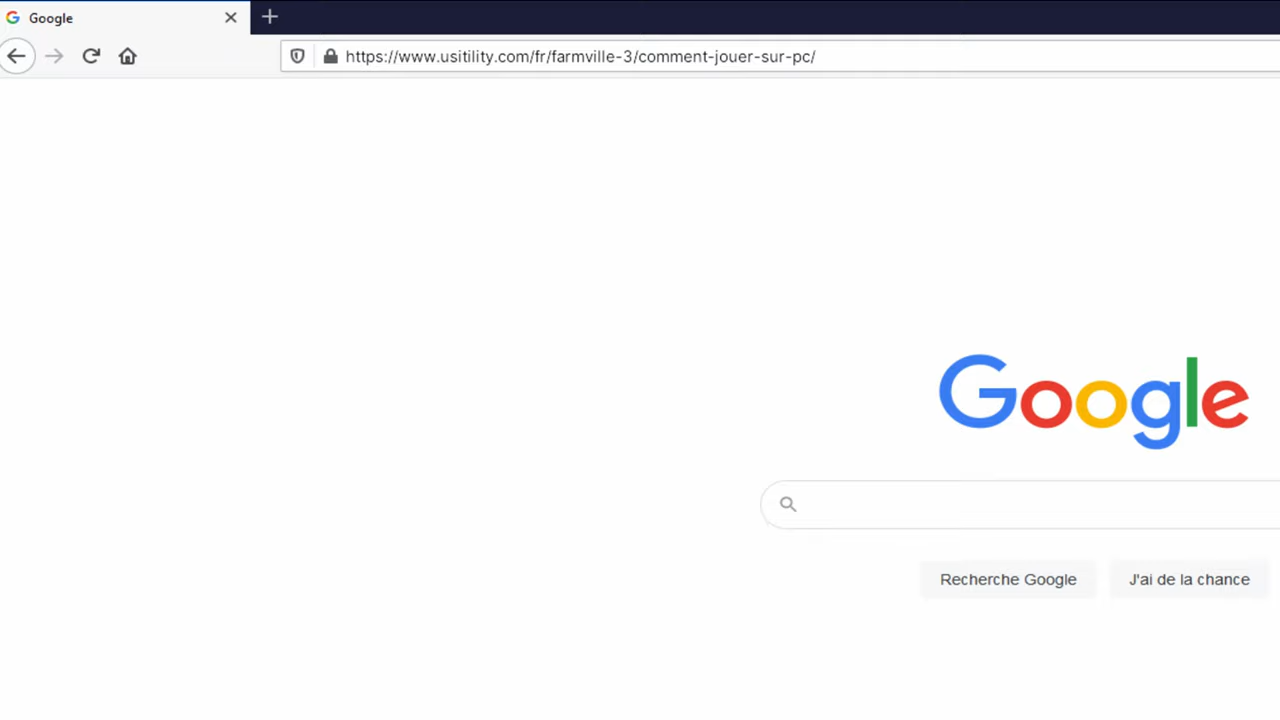 Google
https://www.usitility.com/fr/farmville-3/comment-jouer-sur-pc/
Google
Recherche Google
J'ai de la chance